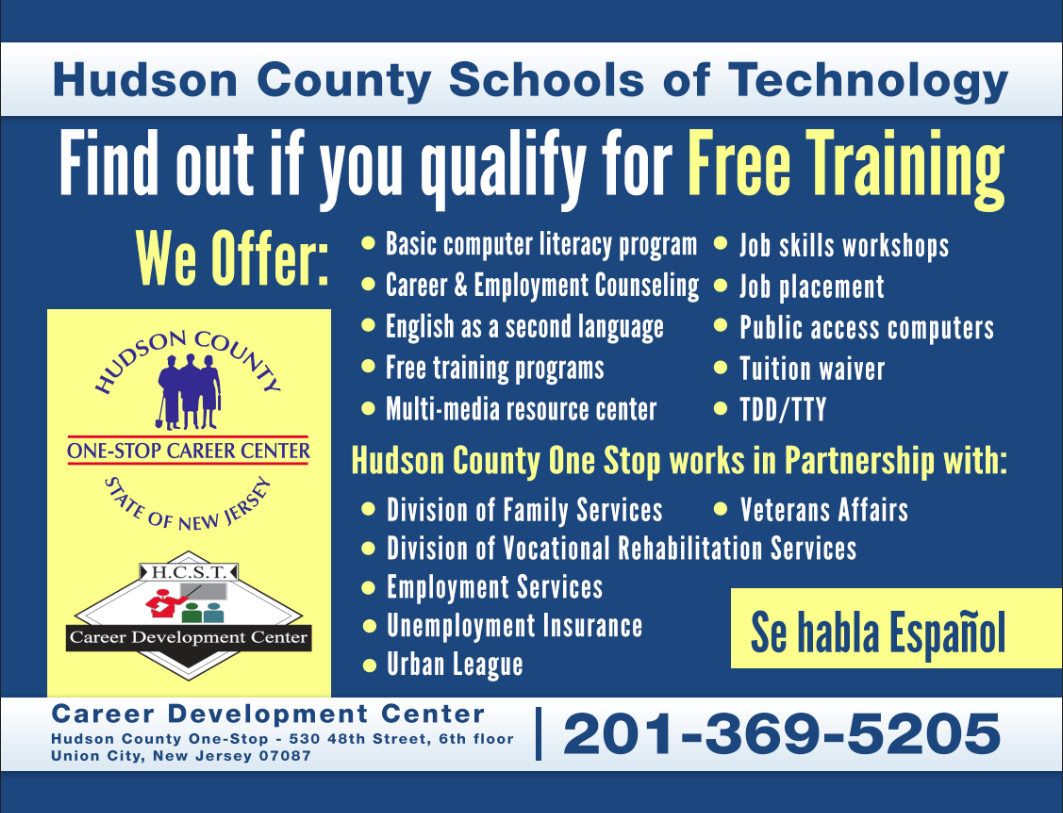 Hudson County Schools of Technology
Find out if you qualify for Free Training
We Offer:
Basic computer literacy program
Career & Employment Counseling
English as a second language
Free training programs
Multi-media resource center
Job skills workshops
Job placement
Public access computers
Tuition waiver
TDD/TTY
HUDSON COUNTY
ONE-STOP CAREER CENTER
STATE OF NEW JERSEY
H.C.S.T.
Career Development Center
Hudson County One Stop works in Partnership with:
Division of Family Services
Veterans Affairs
Division of Vocational Rehabilitation Services
Employment Services
Unemployment Insurance
Urban League
Se habla Español
Career Development Center
Hudson County One-Stop - 530 48th Street, 6th floor
Union City, New Jersey 07087
201-369-5205